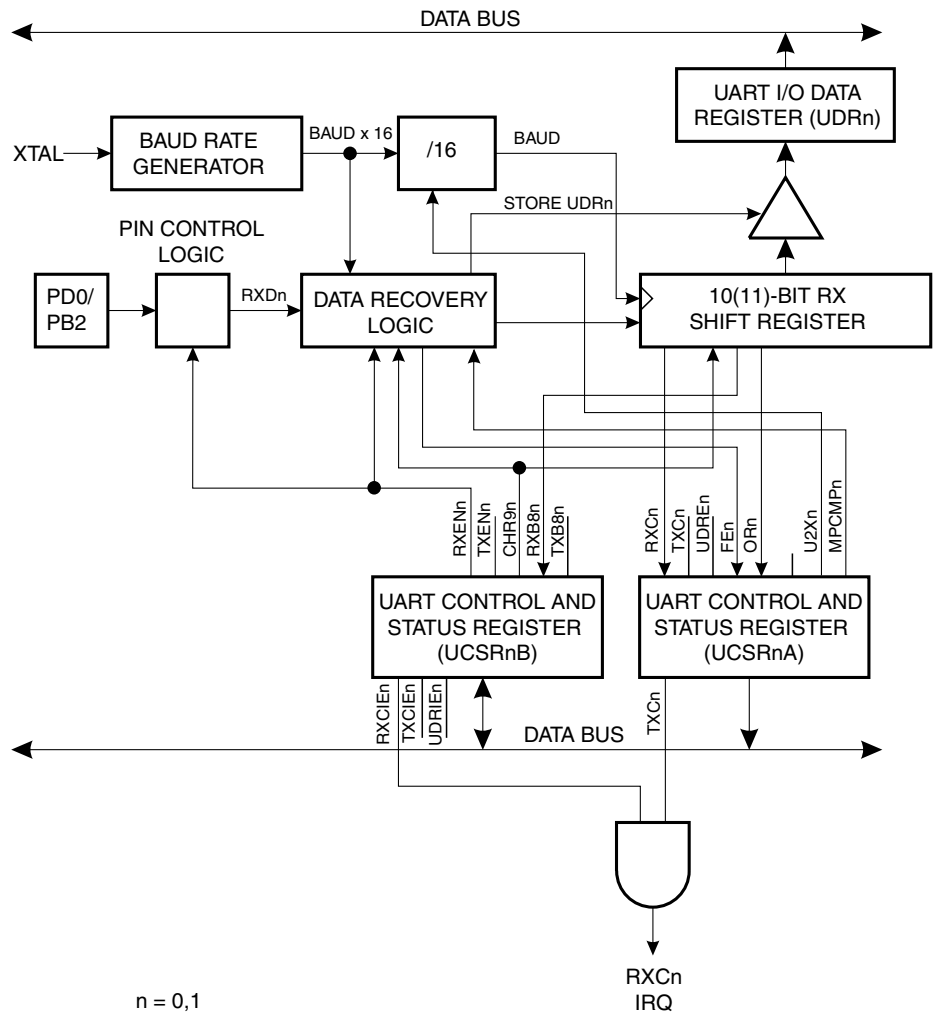 DATA BUS
UART I/O DATA
REGISTER (UDRn)
XTAL
BAUD RATE
GENERATOR
BAUD x 16
/16
BAUD
STORE UDRn
PIN CONTROL
LOGIC
PD0/
PB2
RXDn
DATA RECOVERY
LOGIC
10(11)-BIT RX
SHIFT REGISTER
RXENn
TXENn
CHR9n
RXB8n
TXB8n
RXCn
TXCn
UDREn
FEn
ORn
U2Xn
MPCMPn
UART CONTROL AND
STATUS REGISTER
(UCSRnB)
UART CONTROL AND
STATUS REGISTER
(UCSRnA)
RXCIEn
TXCIEn
UDRIEn
TXCn
DATA BUS
RXCn
IRQ
n = 0,1